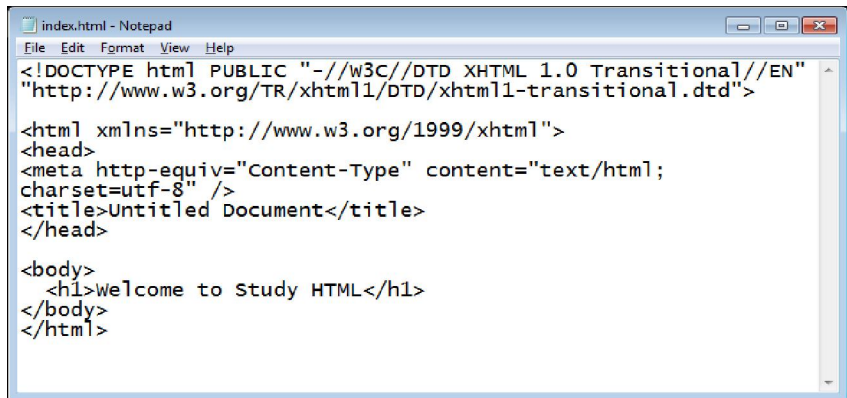 index.html - Notepad
File Edit Format View Help
<!DOCTYPE html PUBLIC "-//W3C//DTD XHTML 1.0 Transitional//EN"
"http://www.w3.org/TR/xhtml1/DTD/xhtml1-transitional.dtd">
<html xmlns="http://www.w3.org/1999/xhtml">
<head>
<meta http-equiv="Content-Type" content="text/html;
charset=utf-8" />
<title>Untitled Document</title>
</head>
<body>
<h1>Welcome to Study HTML</h1>
</body>
</html>